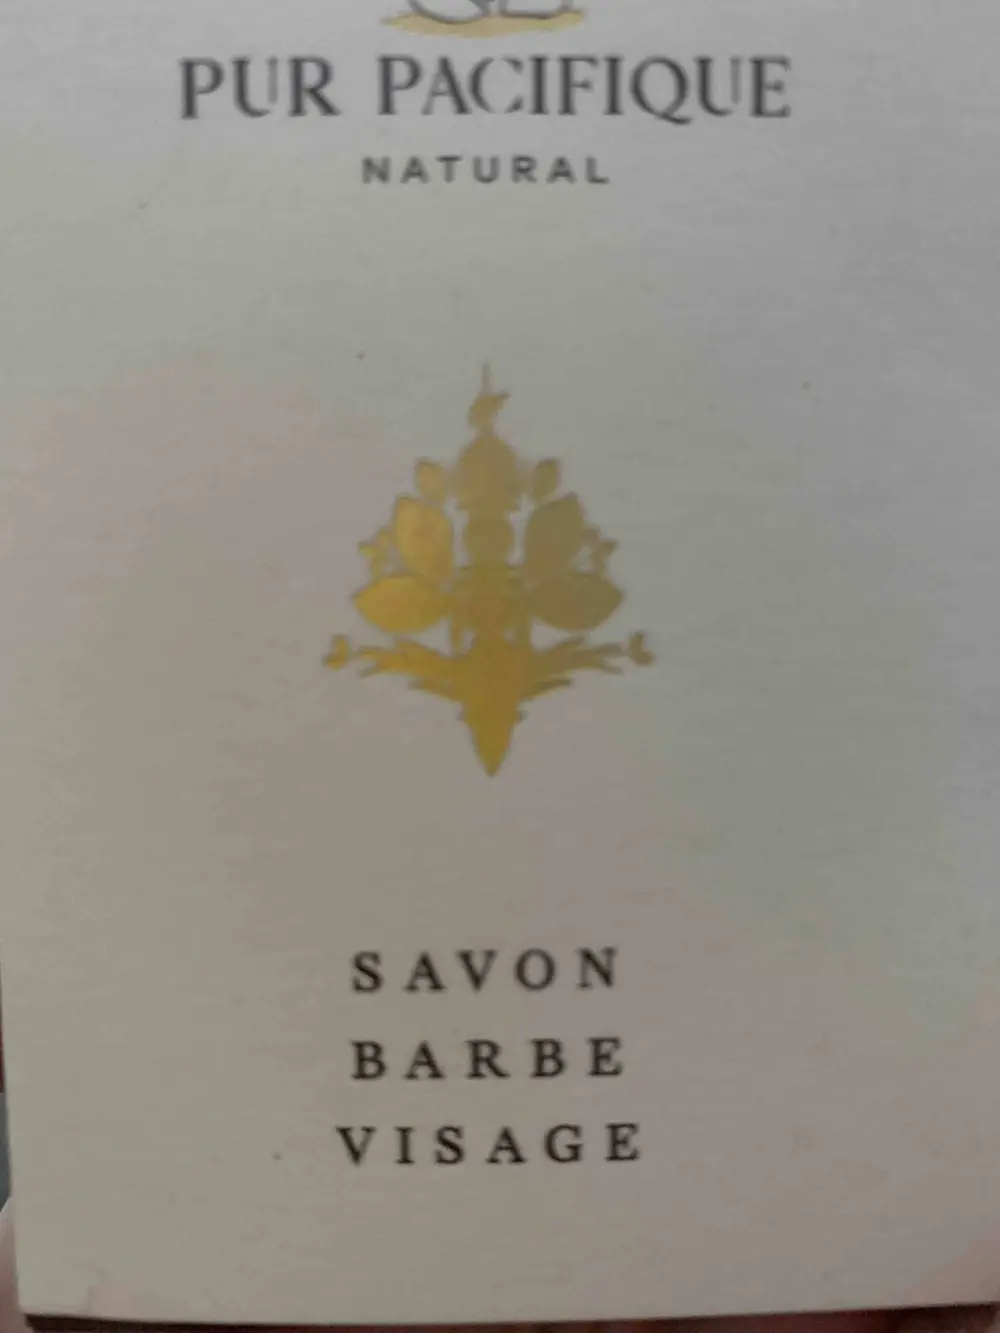 PUR PACIFIQUE
NATURAL
SAVON
BARBE
VISAGE